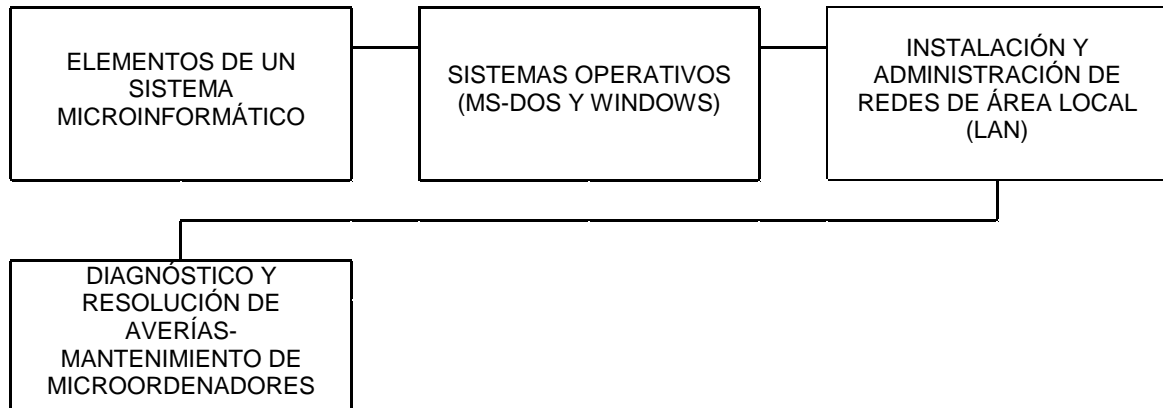 ELEMENTOS DE UN
SISTEMA
MICROINFORMÁTICO
SISTEMAS OPERATIVOS
(MS-DOS Y WINDOWS)
INSTALACIÓN Y
ADMINISTRACIÓN DE
REDES DE ÁREA LOCAL
(LAN)
DIAGNÓSTICO Y
RESOLUCIÓN DE
AVERÍAS-
MANTENIMIENTO DE
MICROORDENADORES